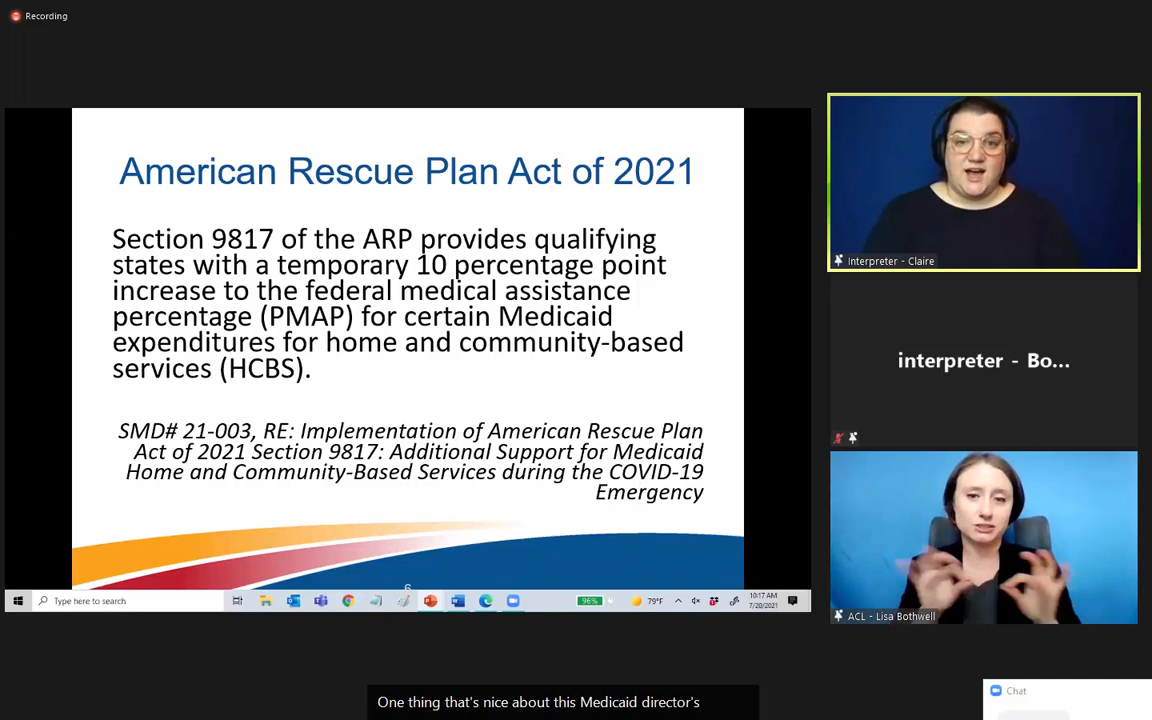 Recording
American Rescue Plan Act of 2021
Section 9817 of the ARP provides qualifying
states with a temporary 10 percentage point
increase to the federal medical assistance
percentage (PMAP) for certain Medicaid
expenditures for home and community-based
services (HCBS).
SMD# 21-003, RE: Implementation of American Rescue Plan
Act of 2021 Section 9817: Additional Support for Medicaid
Home and Community-Based Services during the COVID-19
Emergency
6
Type here to search
96%
79°F
10:17 AM
7/20/2021
Interpreter - Claire
interpreter - Bo...
ACL - Lisa Bothwell
One thing that's nice about this Medicaid director's
Chat